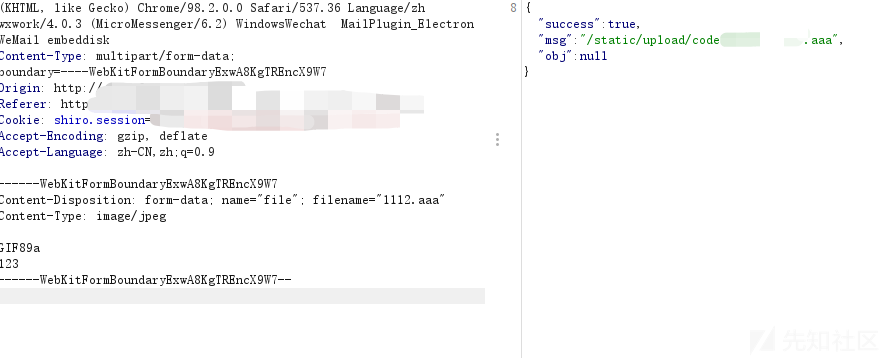 (KHTML, like Gecko) Chrome/98.2.0.0 Safari/537.36 Language/zh
wxwork/4.0.3 (MicroMessenger/6.2) WindowsWechat  MailPlugin_Electron
WeMail embeddisk
Content-Type: multipart/form-data;
boundary=----WebKitFormBoundaryExwA8KgTREncX9W7
Origin: http://
Referer: http
Cookie: shiro.session=
Accept-Encoding: gzip, deflate
Accept-Language: zh-CN,zh;q=0.9
------WebKitFormBoundaryExwA8KgTREncX9W7
Content-Disposition: form-data; name="file"; filename="1112.aaa"
Content-Type: image/jpeg
GIF89a
123
------WebKitFormBoundaryExwA8KgTREncX9W7--
8 {
"success":true,
"msg":"/static/upload/code .aaa",
"obj":null
}
先知社区